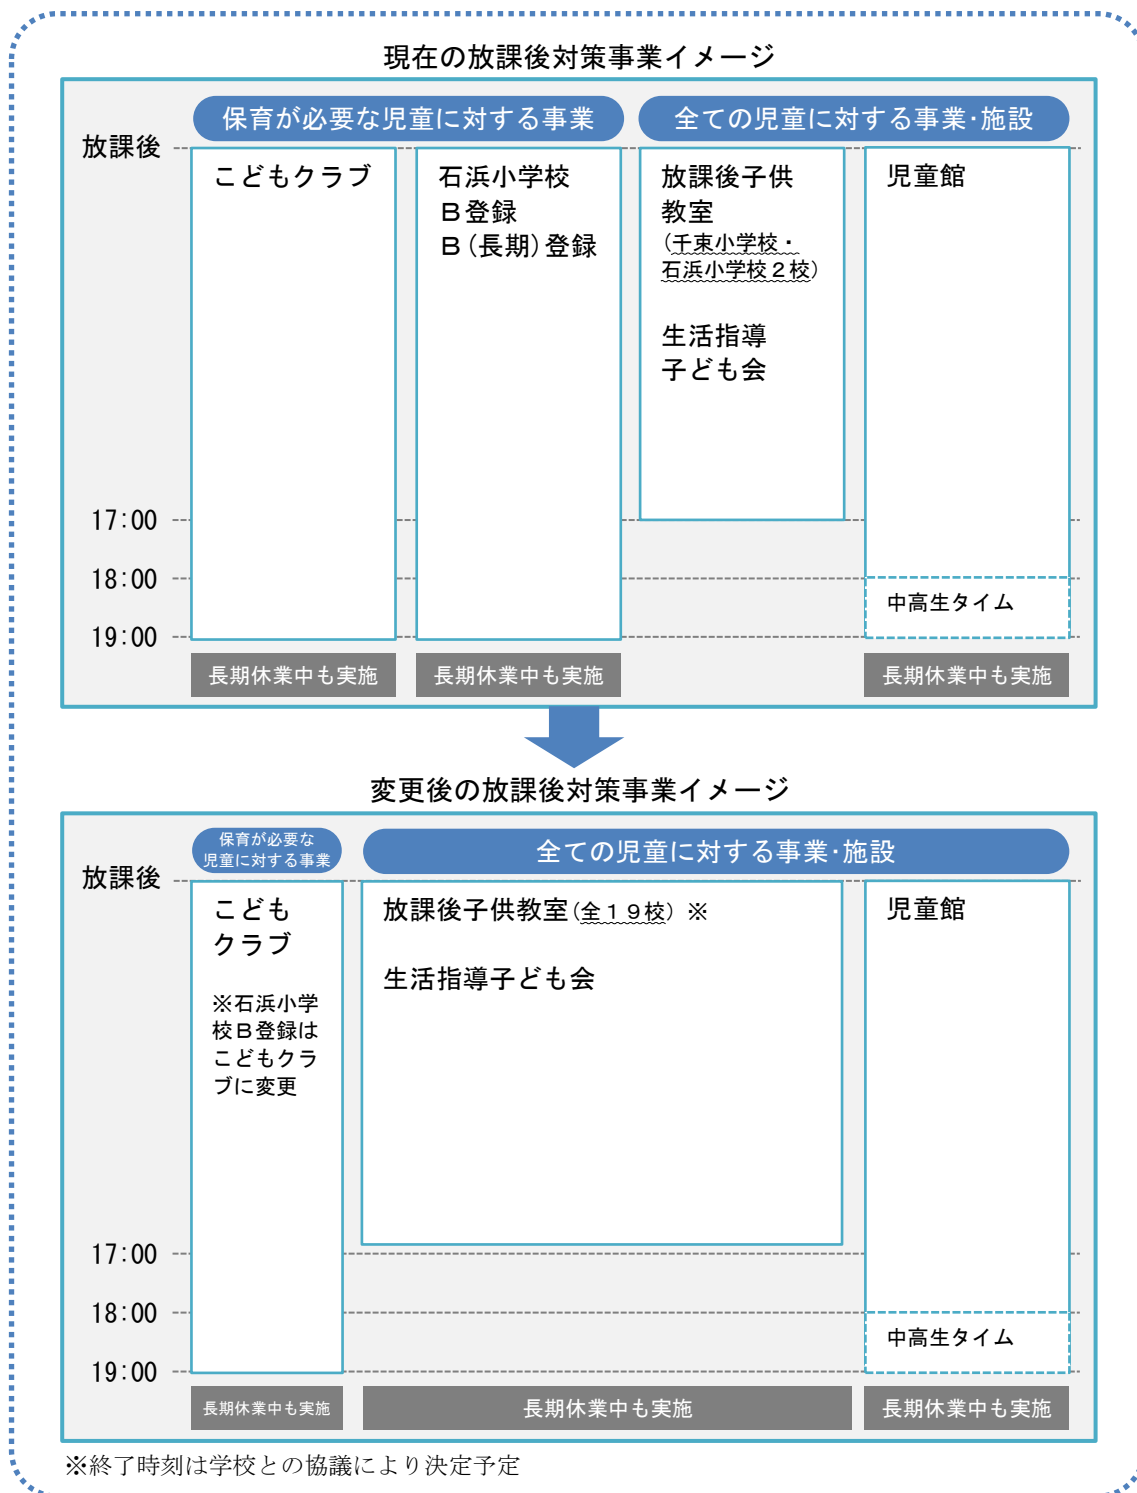 現在の放課後対策事業イメージ
保育が必要な児童に対する事業
全ての児童に対する事業・施設
放課後
こどもクラブ
石浜小学校
Ｂ登録
Ｂ（長期）登録
放課後子供
教室
（千束小学校・
石浜小学校２校）
生活指導
子ども会
児童館
17:00
18:00
中高生タイム
19:00
長期休業中も実施
長期休業中も実施
長期休業中も実施
変更後の放課後対策事業イメージ
保育が必要な
児童に対する事業
全ての児童に対する事業・施設
放課後
こども
クラブ
※石浜小学
校Ｂ登録は
こどもクラ
ブに変更
放課後子供教室（全１９校）※
生活指導子ども会
児童館
17:00
18:00
中高生タイム
19:00
長期休業中も実施
長期休業中も実施
長期休業中も実施
※終了時刻は学校との協議により決定予定